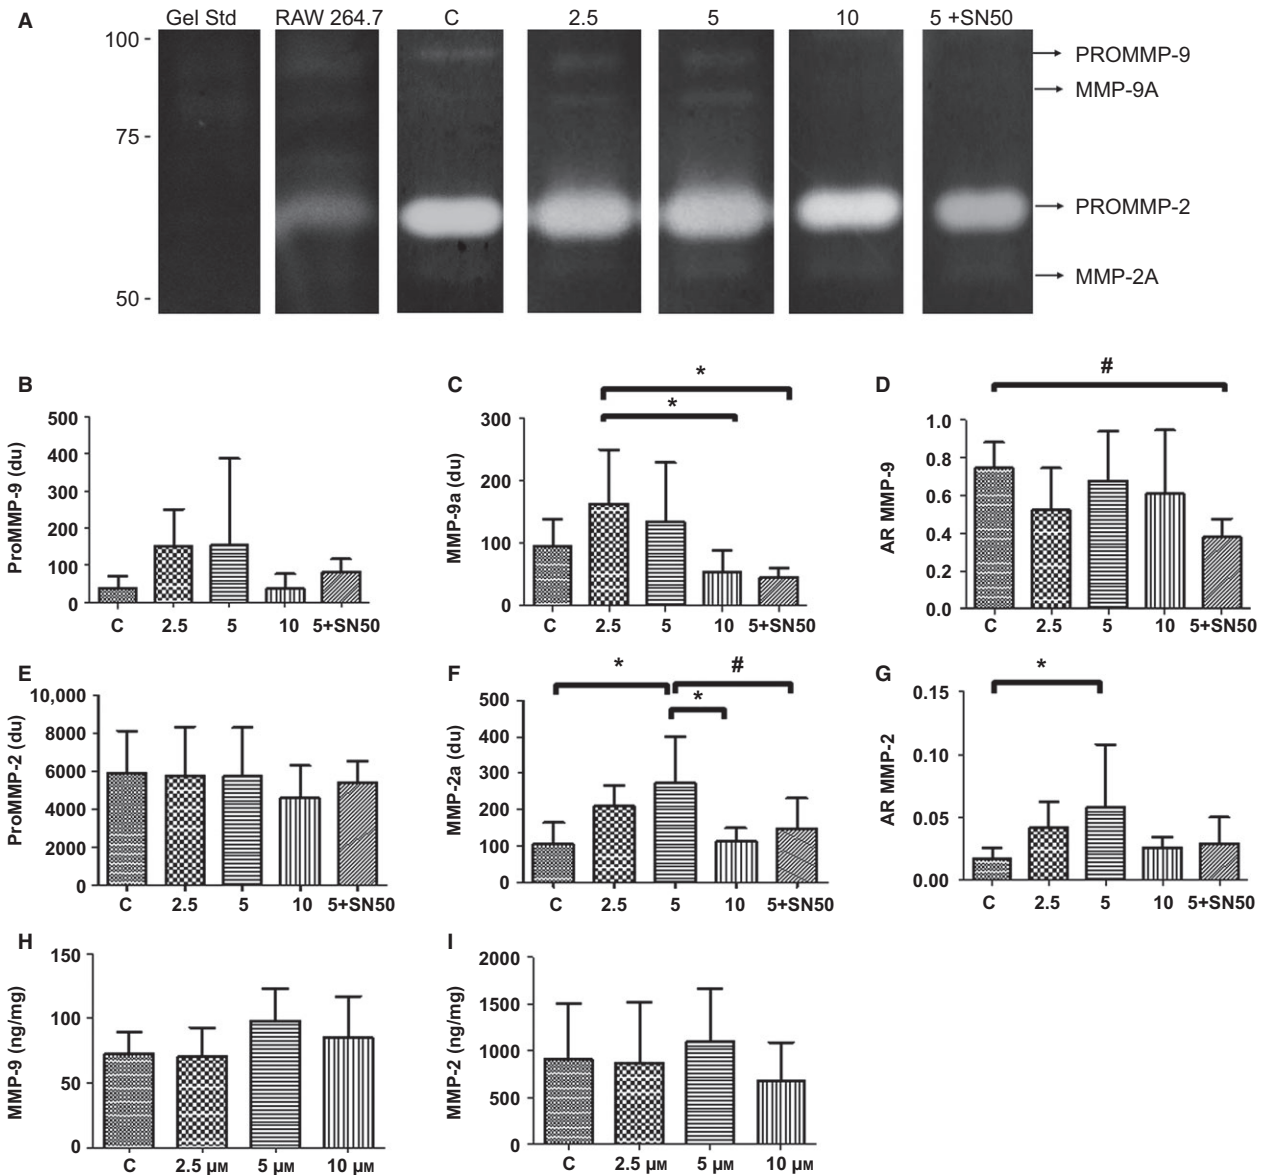 A
Gel Std RAW 264.7 C 2.5 5 10 5 +SN50
100 -
75 -
50 -
PROMMP-9
MMP-9A
PROMMP-2
MMP-2A
B
ProMMP-9 (du)
500
400
300
200
100
0
C 2.5 5 10 5+SN50
C
*
*
MMP-9a (du)
300
200
100
0
C 2.5 5 10 5+SN50
D
#
AR MMP-9
1.0
0.8
0.6
0.4
0.2
0.0
C 2.5 5 10 5+SN50
E
ProMMP-2 (du)
10,000
8000
6000
4000
2000
0
C 2.5 5 10 5+SN50
F
* #
*
MMP-2a (du)
500
400
300
200
100
0
C 2.5 5 10 5+SN50
G
*
AR MMP-2
0.15
0.10
0.05
0.00
C 2.5 5 10 5+SN50
H
MMP-9 (ng/mg)
150
100
50
0
C 2.5 μM 5 μM 10 μM
I
MMP-2 (ng/mg)
2000
1500
1000
500
0
C 2.5 μM 5 μM 10 μM